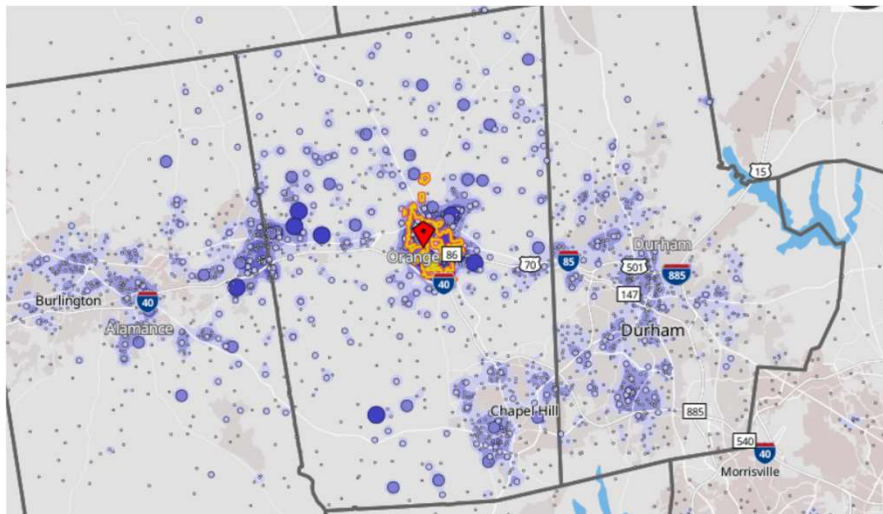 15
Durham
Orange
86
70
85
501
885
40
147
Burlington
40
Alamance
Durham
Chapel Hill
885
540
40
Morrisville